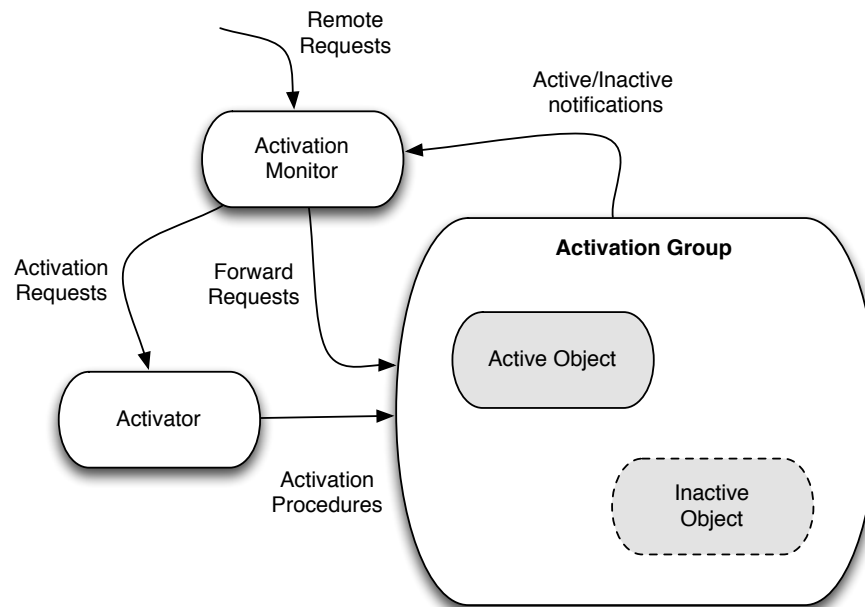 Remote
Requests
Active/Inactive
notifications
Activation
Monitor
Activation Group
Activation
Requests
Forward
Requests
Active Object
Activator
Activation
Procedures
Inactive
Object